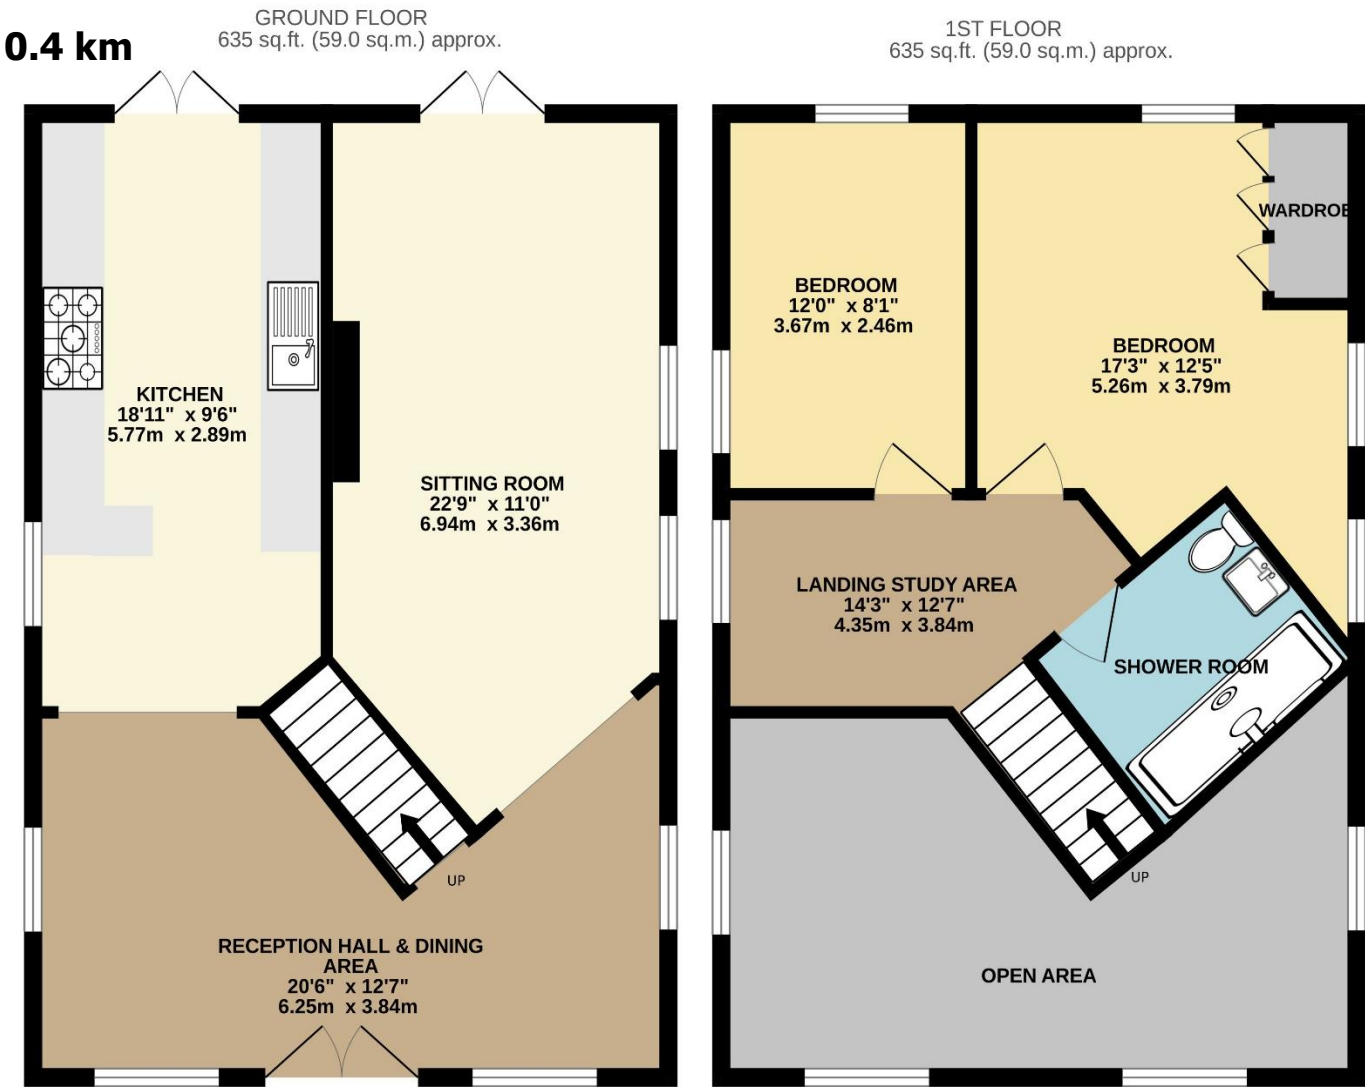 0.4 km
GROUND FLOOR
635 sq.ft. (59.0 sq.m.) approx.
KITCHEN
18'11" x 9'6"
5.77m x 2.89m
SITTING ROOM
22'9" x 11'0"
6.94m x 3.36m
UP
RECEPTION HALL & DINING
AREA
20'6" x 12'7"
6.25m x 3.84m
1ST FLOOR
635 sq.ft. (59.0 sq.m.) approx.
WARDROB
BEDROOM
12'0" x 8'1"
3.67m x 2.46m
BEDROOM
17'3" x 12'5"
5.26m x 3.79m
LANDING STUDY AREA
14'3" x 12'7"
4.35m x 3.84m
SHOWER ROOM
UP
OPEN AREA